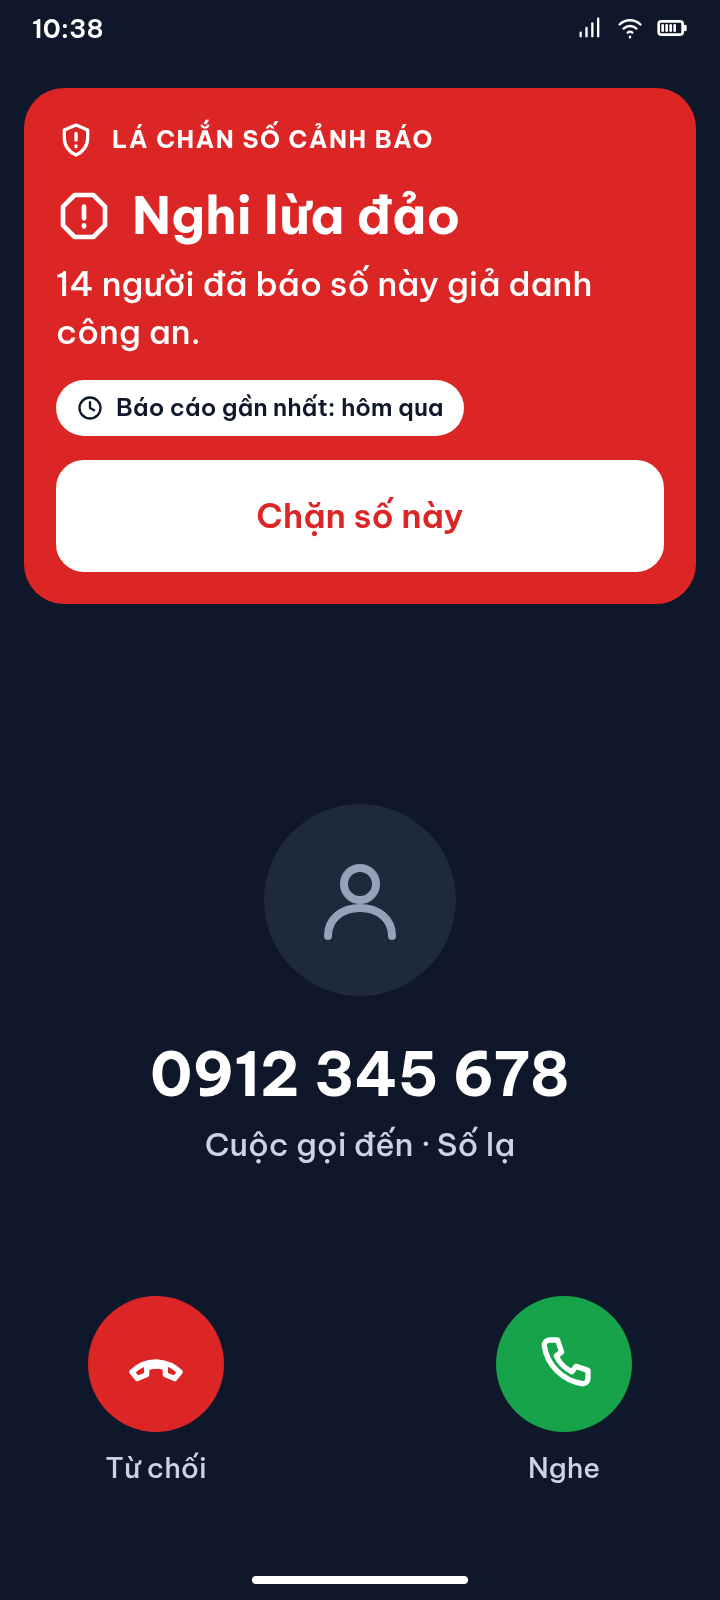 10:38
LÁ CHẮN SỐ CẢNH BÁO
Nghi lừa đảo
14 người đã báo số này giả danh
công an.
Báo cáo gần nhất: hôm qua
Chặn số này
0912 345 678
Cuộc gọi đến · Số lạ
Từ chối
Nghe